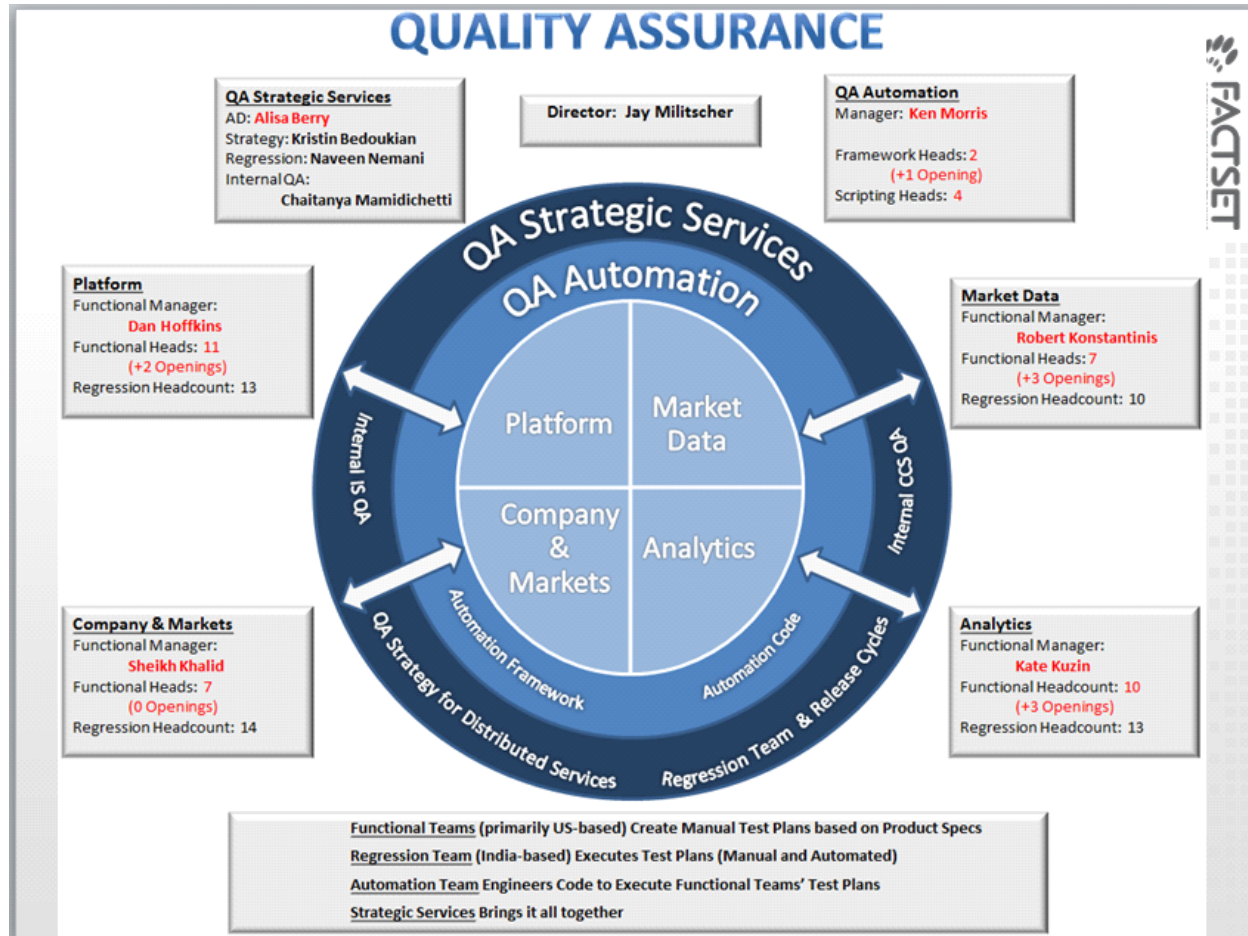 QUALITY ASSURANCE
QA Strategic Services
AD: Alisa Berry
Strategy: Kristin Bedoukian
Regression: Naveen Nemani
Internal QA:
Chaitanya Mamidichetti
Director: Jay Militscher
QA Automation
Manager: Ken Morris
Framework Heads: 2
(+1 Opening)
Scripting Heads: 4
FACTSET
Platform
Functional Manager:
Dan Hoffkins
Functional Heads: 11
(+2 Openings)
Regression Headcount: 13
Market Data
Functional Manager:
Robert Konstantinis
Functional Heads: 7
(+3 Openings)
Regression Headcount: 10
QA Strategic Services
QA Automation
Platform
Market
Data
Company
&
Markets
Analytics
Internal IS QA
Internal CCS QA
Automation Framework
Automation Code
QA Strategy for Distributed Services
Regression Team & Release Cycles
Company & Markets
Functional Manager:
Sheikh Khalid
Functional Heads: 7
(0 Openings)
Regression Headcount: 14
Analytics
Functional Manager:
Kate Kuzin
Functional Headcount: 10
(+3 Openings)
Regression Headcount: 13
Functional Teams (primarily US-based) Create Manual Test Plans based on Product Specs
Regression Team (India-based) Executes Test Plans (Manual and Automated)
Automation Team Engineers Code to Execute Functional Teams' Test Plans
Strategic Services Brings it all together